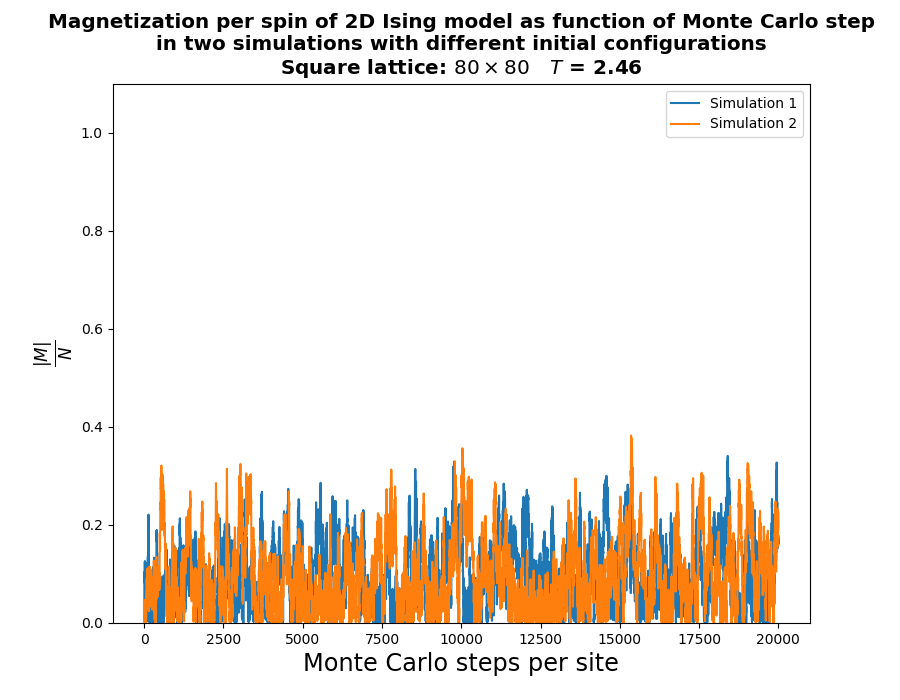 Magnetization per spin of 2D Ising model as function of Monte Carlo step
in two simulations with different initial configurations
Square lattice: 80 × 80 T = 2.46
Simulation 1
Simulation 2
1.0
0.8
0.6
0.4
0.2
0.0
|M|
N
0 2500 5000 7500 10000 12500 15000 17500 20000
Monte Carlo steps per site